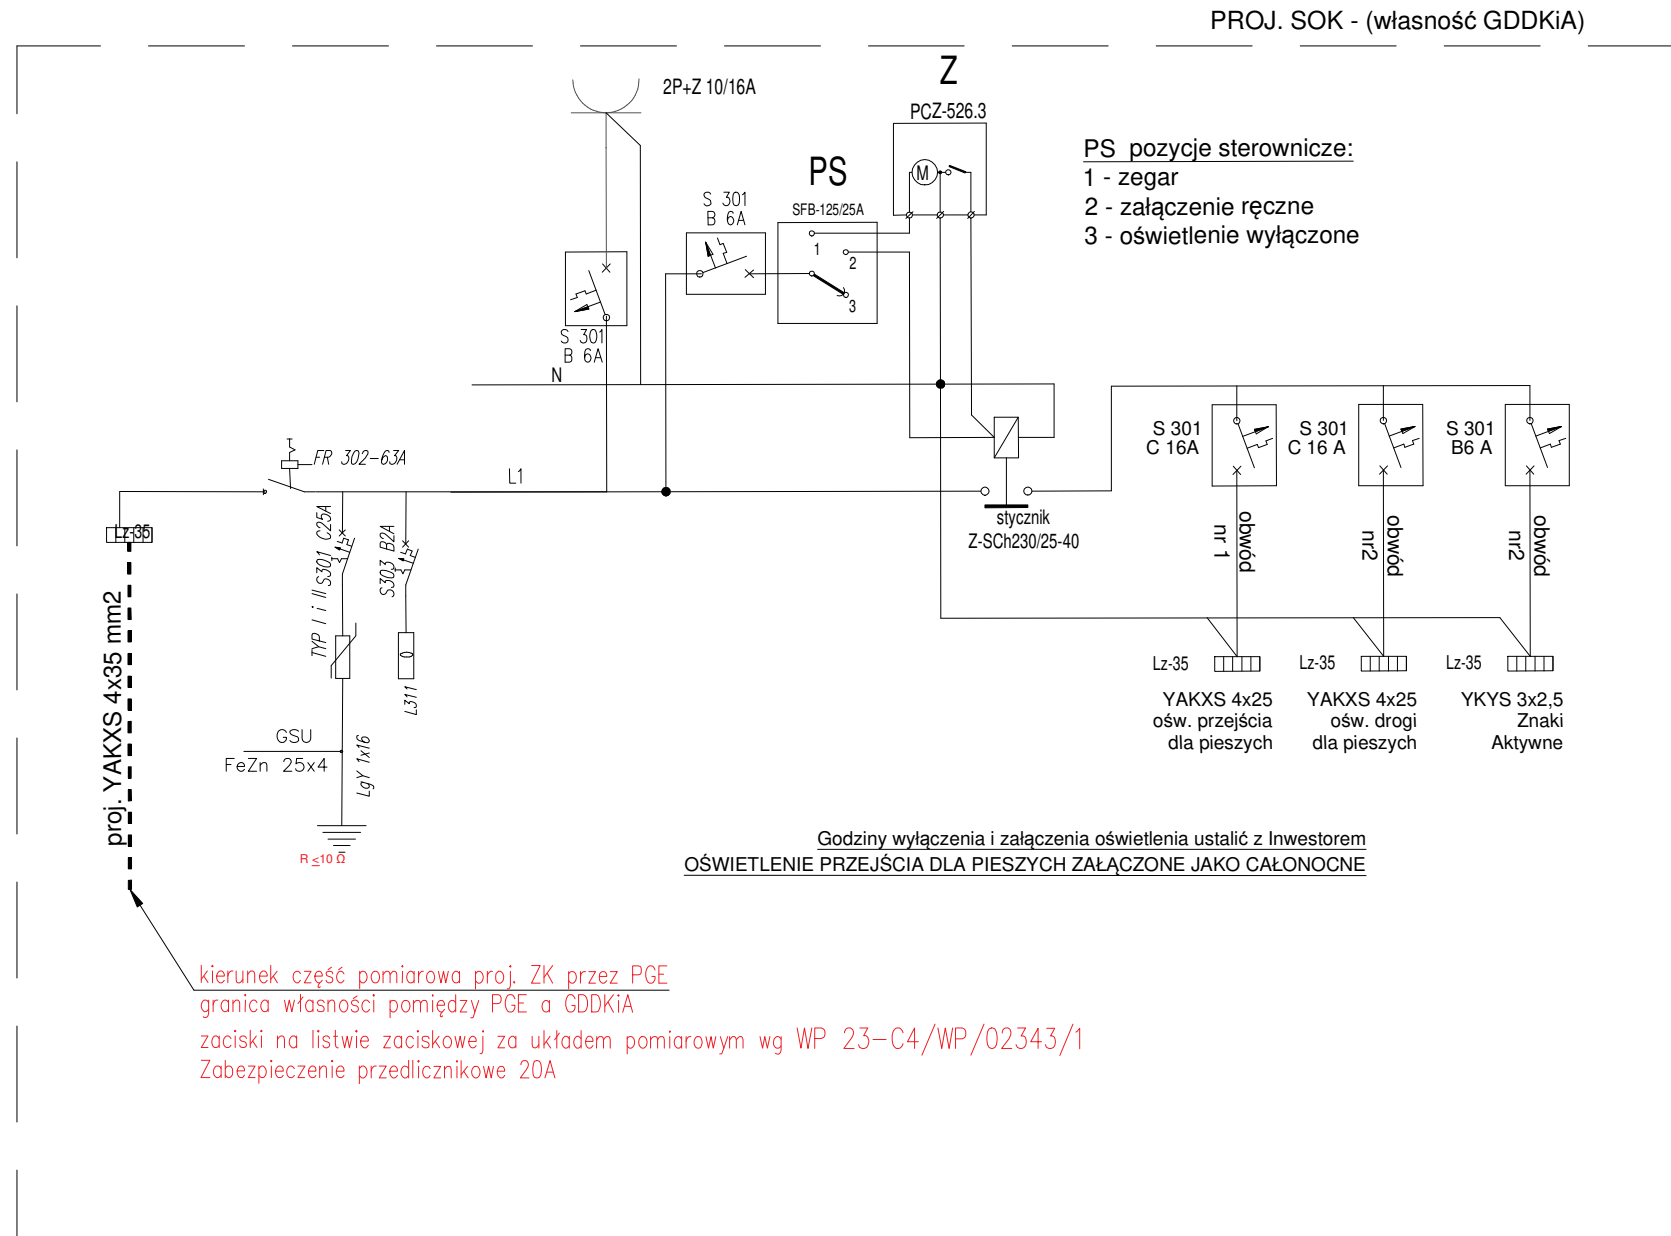 PROJ. SOK - (własność GDDKiA)
2P+Z 10/16A
Z
PCZ-526.3
M
PS
SFB-125/25A
1
2
3
S 301
B 6A
S 301
B 6A
PS pozycje sterownicze:
1 - zegar
2 - załączenie ręczne
3 - oświetlenie wyłączone
N
L1
FR 302-63A
Lz-35
proj. YAKXS 4x35 mm2
S301 C25A
TYP I i II
S303 B2A
L311
GSU
FeZn 25x4
LgY 1x16
R ≤10 Ω
stycznik
Z-SCh230/25-40
S 301
C 16A
S 301
C 16 A
S 301
B6 A
obwód
nr 1
obwód
nr2
obwód
nr2
Lz-35
Lz-35
Lz-35
YAKXS 4x25
ośw. przejścia
dla pieszych
YAKXS 4x25
ośw. drogi
dla pieszych
YKYS 3x2,5
Znaki
Aktywne
Godziny wyłączenia i załączenia oświetlenia ustalić z Inwestorem
OŚWIETLENIE PRZEJŚCIA DLA PIESZYCH ZAŁĄCZONE JAKO CAŁONOCNE
kierunek część pomiarowa proj. ZK przez PGE
granica własności pomiędzy PGE a GDDKiA
zaciski na listwie zaciskowej za układem pomiarowym wg WP 23-C4/WP/02343/1
Zabezpieczenie przedlicznikowe 20A